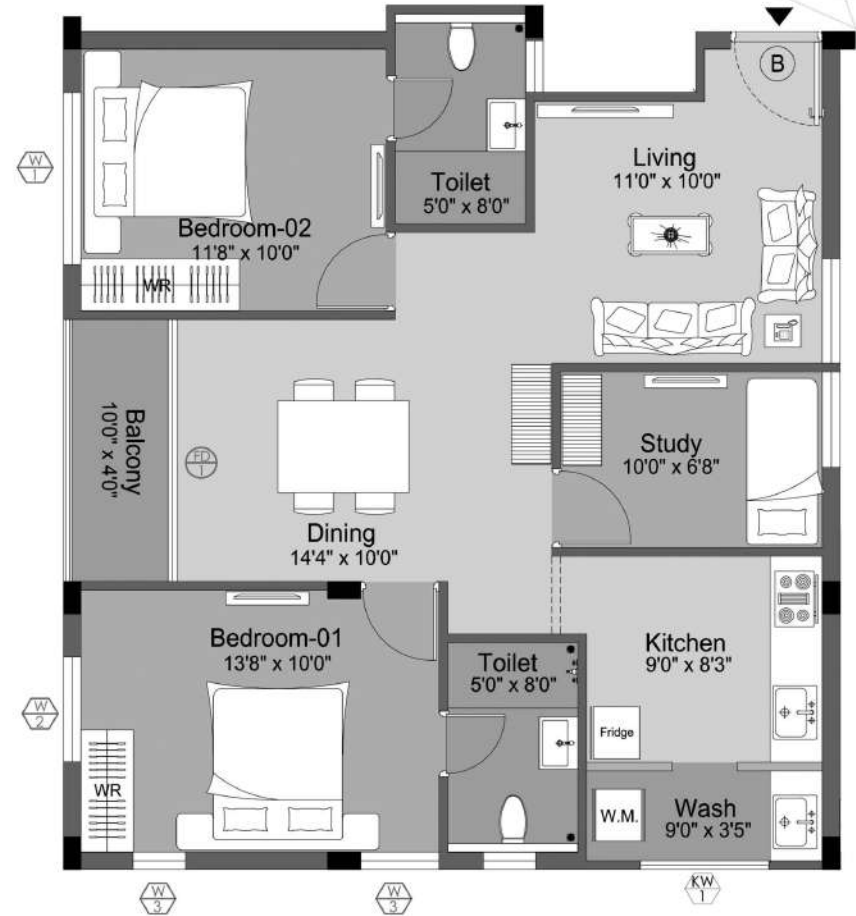 B
Living
11'0" x 10'0"
Toilet
5'0" x 8'0"
W
1
Bedroom-02
11'8" x 10'0"
WR
Balcony
10'0" x 4'0"
FD
1
Study
10'0" x 6'8"
Dining
14'4" x 10'0"
Bedroom-01
13'8" x 10'0"
Toilet
5'0" x 8'0"
Kitchen
9'0" x 8'3"
W
2
Fridge
WR
W.M.
Wash
9'0" x 3'5"
W
3
W
3
KW
1